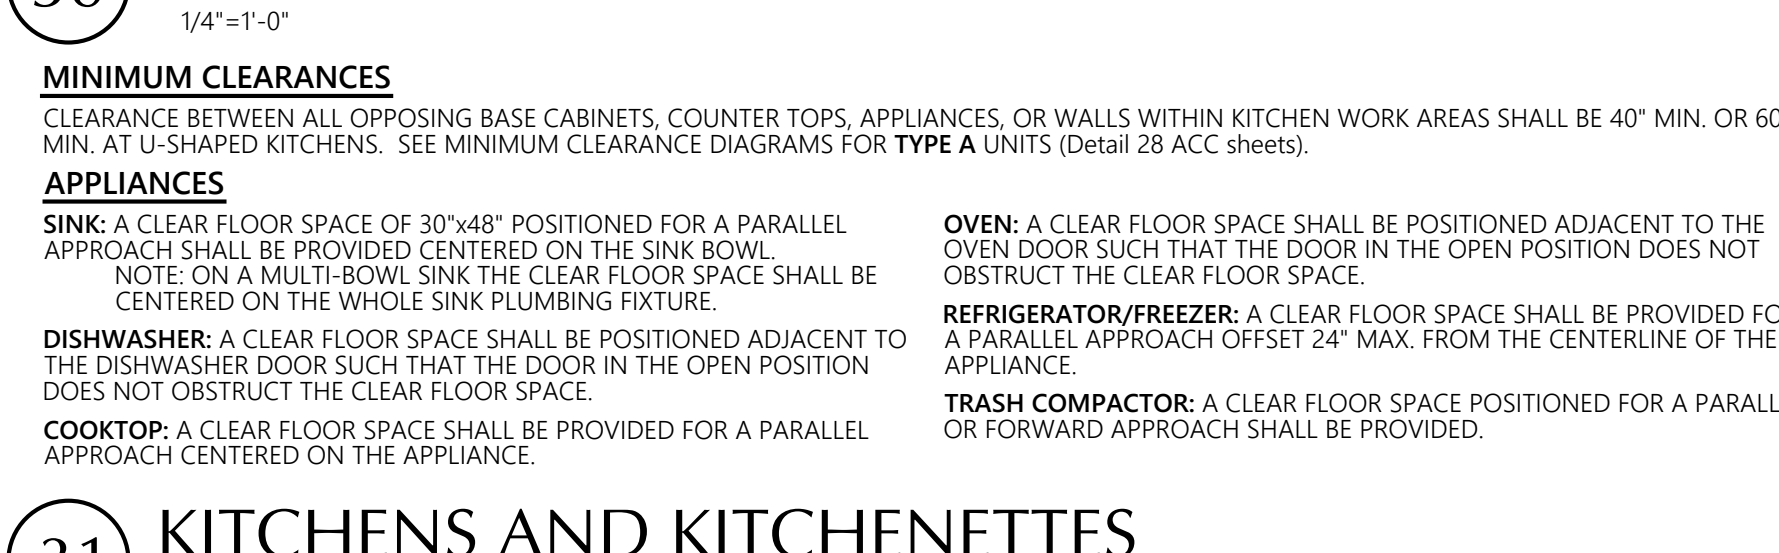 1/4"=1'-0"
MINIMUM CLEARANCES
CLEARANCE BETWEEN ALL OPPOSING BASE CABINETS, COUNTER TOPS, APPLIANCES, OR WALLS WITHIN KITCHEN WORK AREAS SHALL BE 40" MIN. OR 60
MIN. AT U-SHAPED KITCHENS. SEE MINIMUM CLEARANCE DIAGRAMS FOR TYPE A UNITS (Detail 28 ACC sheets).
APPLIANCES
SINK: A CLEAR FLOOR SPACE OF 30"x48" POSITIONED FOR A PARALLEL
APPROACH SHALL BE PROVIDED CENTERED ON THE SINK BOWL.
NOTE: ON A MULTI-BOWL SINK THE CLEAR FLOOR SPACE SHALL BE
CENTERED ON THE WHOLE SINK PLUMBING FIXTURE.
DISHWASHER: A CLEAR FLOOR SPACE SHALL BE POSITIONED ADJACENT TO
THE DISHWASHER DOOR SUCH THAT THE DOOR IN THE OPEN POSITION
DOES NOT OBSTRUCT THE CLEAR FLOOR SPACE.
COOKTOP: A CLEAR FLOOR SPACE SHALL BE PROVIDED FOR A PARALLEL
APPROACH CENTERED ON THE APPLIANCE.
OVEN: A CLEAR FLOOR SPACE SHALL BE POSITIONED ADJACENT TO THE
OVEN DOOR SUCH THAT THE DOOR IN THE OPEN POSITION DOES NOT
OBSTRUCT THE CLEAR FLOOR SPACE.
REFRIGERATOR/FREEZER: A CLEAR FLOOR SPACE SHALL BE PROVIDED FO
A PARALLEL APPROACH OFFSET 24" MAX. FROM THE CENTERLINE OF THE
APPLIANCE.
TRASH COMPACTOR: A CLEAR FLOOR SPACE POSITIONED FOR A PARALL
OR FORWARD APPROACH SHALL BE PROVIDED.
KITCHENS AND KITCHENETTES